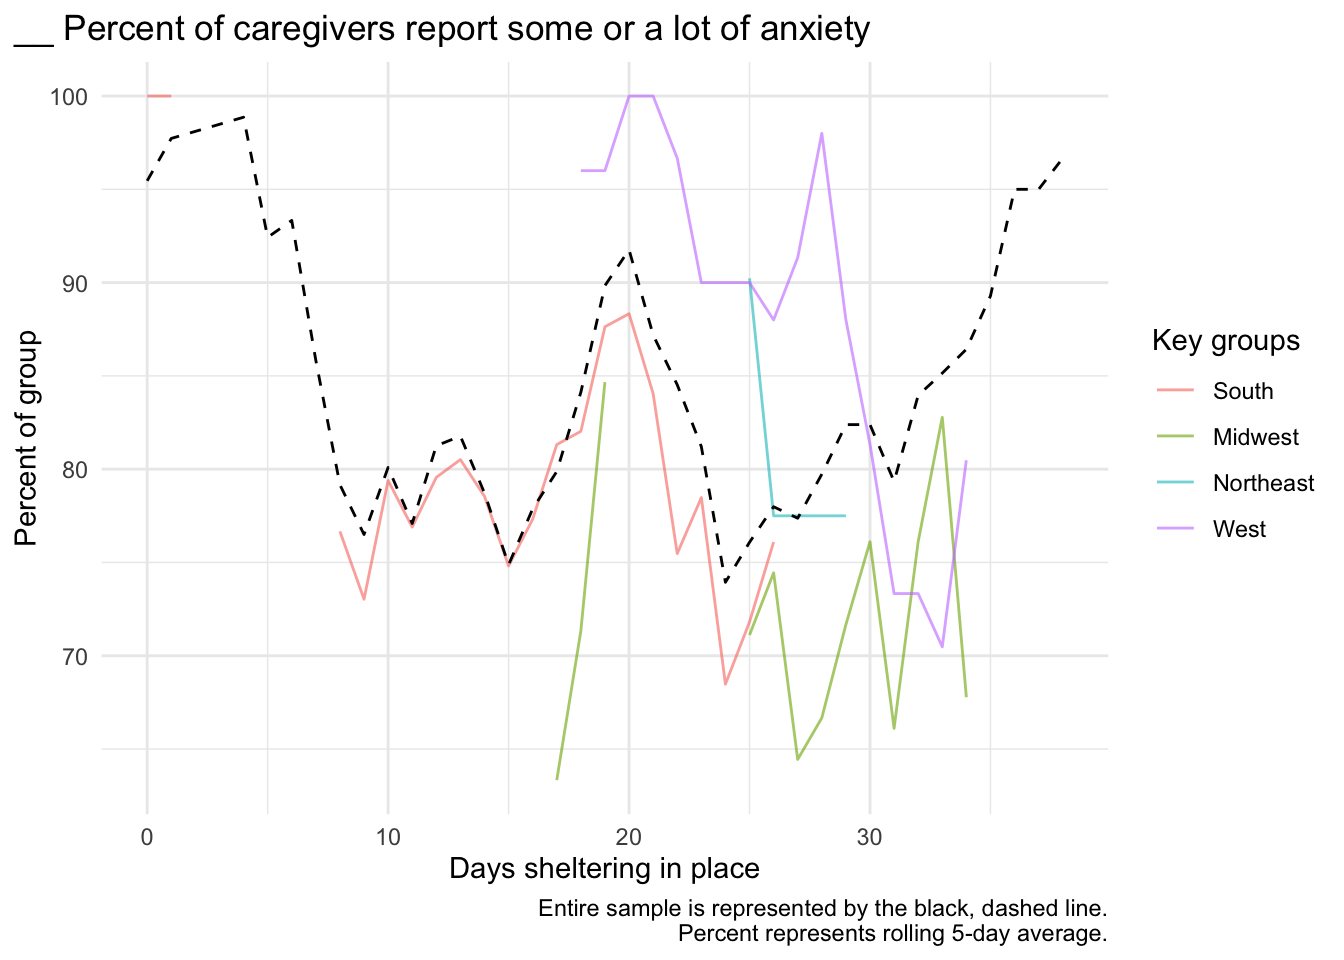 __ Percent of caregivers report some or a lot of anxiety
Percent of group
100
90
80
70
0 10 20 30
Days sheltering in place
Key groups
South
Midwest
Northeast
West
Entire sample is represented by the black, dashed line.
Percent represents rolling 5-day average.